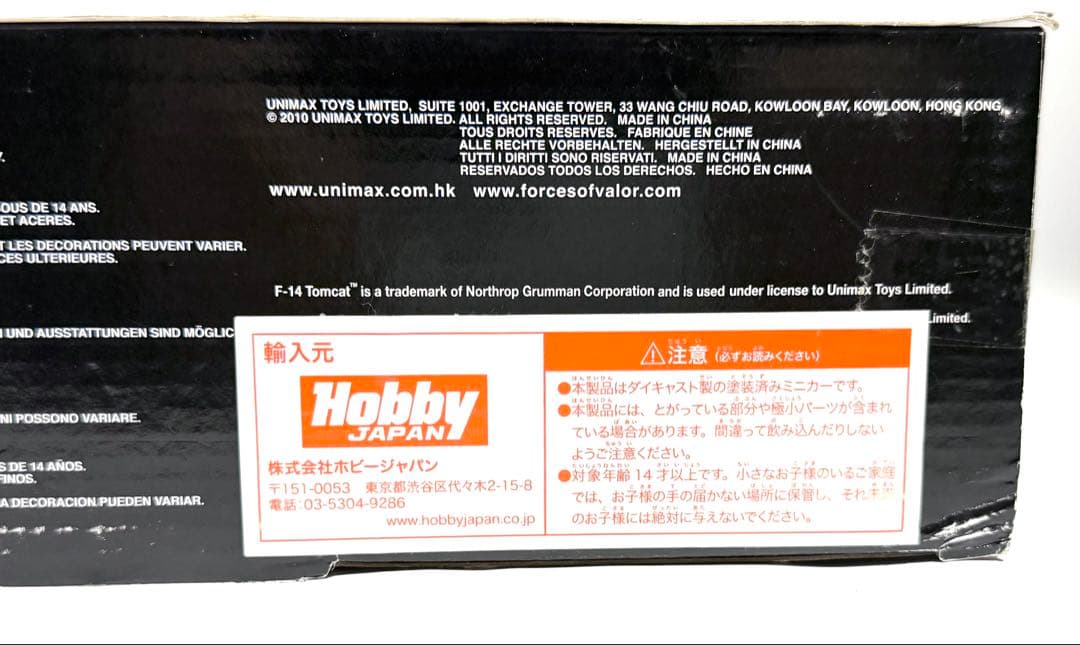 UNIMAX TOYS LIMITED, SUITE 1001, EXCHANGE TOWER, 33 WANG CHIU ROAD, KOWLOON BAY, KOWLOON, HONG KONG,
© 2010 UNIMAX TOYS LIMITED. ALL RIGHTS RESERVED. MADE IN CHINA
TOUS DROITS RESERVES. FABRIQUE EN CHINE
ALLE RECHTE VORBEHALTEN. HERGESTELLT IN CHINA
TUTTI I DIRITTI SONO RISERVATI. MADE IN CHINA
RESERVADOS TODOS LOS DERECHOS. HECHO EN CHINA
www.unimax.com.hk www.forcesofvalor.com
OUS DE 14 ANS.
ET ACERES.
T LES DECORATIONS PEUVENT VARIER.
CES ULTERIEURES.
F-14 Tomcat™ is a trademark of Northrop Grumman Corporation and is used under license to Unimax Toys Limited.
Limited.
N UND AUSSTATTUNGEN SIND MÖGLIC
NI POSSONO VARIARE.
S DE 14 AÑOS.
FINOS.
A DECORACION PUEDEN VARIAR.
輸入元
Hobby
JAPAN
株式会社ホビージャパン
〒151-0053 東京都渋谷区代々木2-15-8
電話:03-5304-9286
www.hobbyjapan.co.jp
⚠注意(必ずお読みください)
●本製品はダイキャスト製の塗装済みミニカーです。
●本製品には、とがっている部分や極小パーツが含まれ
ている場合があります。間違って飲み込んだりしない
ようご注意ください。
●対象年齢14才以上です。小さなお子様のいるご家庭
では、お子様の手の届かない場所に保管し、それ未満
のお子様には絶対に与えないでください。